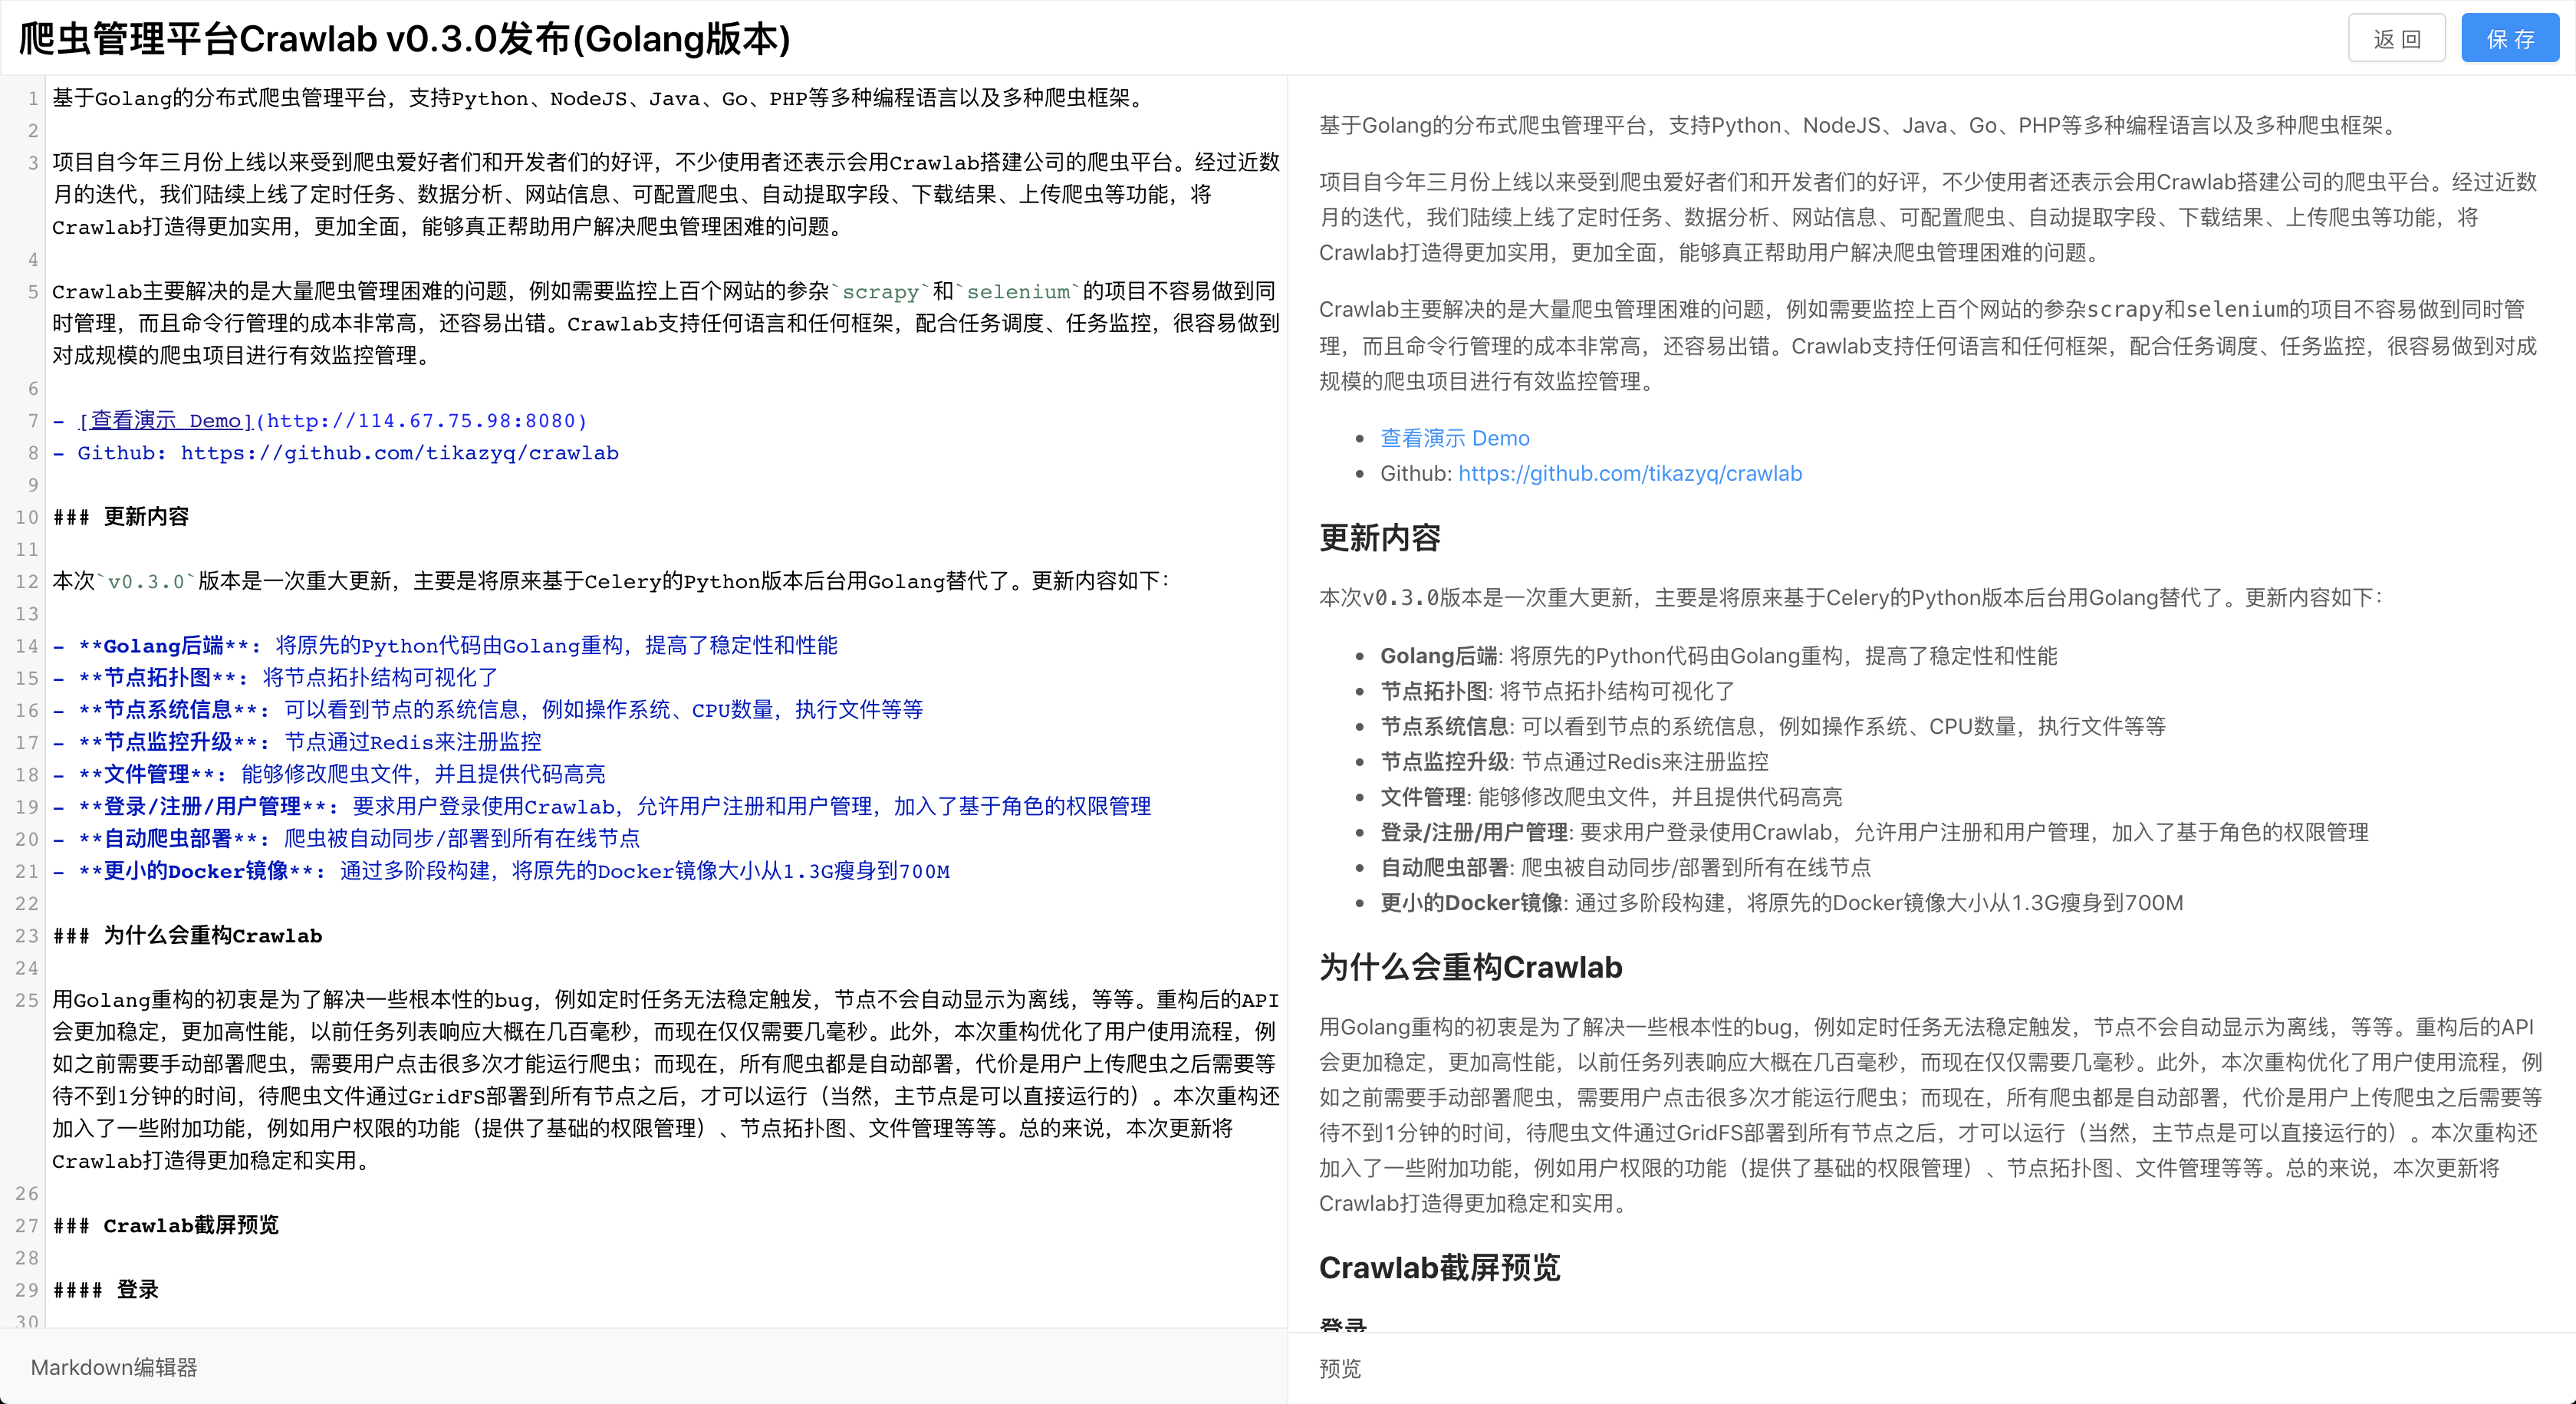 爬虫管理平台Crawlab v0.3.0发布(Golang版本)
返 回
保 存
1 基于Golang的分布式爬虫管理平台，支持Python、NodeJS、Java、Go、PHP等多种编程语言以及多种爬虫框架。
2
3 项目自今年三月份上线以来受到爬虫爱好者们和开发者们的好评，不少使用者还表示会用Crawlab搭建公司的爬虫平台。经过近数
月的迭代，我们陆续上线了定时任务、数据分析、网站信息、可配置爬虫、自动提取字段、下载结果、上传爬虫等功能，将
Crawlab打造得更加实用，更加全面，能够真正帮助用户解决爬虫管理困难的问题。
4
5 Crawlab主要解决的是大量爬虫管理困难的问题，例如需要监控上百个网站的参杂`scrapy`和`selenium`的项目不容易做到同
时管理，而且命令行管理的成本非常高，还容易出错。Crawlab支持任何语言和任何框架，配合任务调度、任务监控，很容易做到
对成规模的爬虫项目进行有效监控管理。
6
7 - [查看演示 Demo](http://114.67.75.98:8080)
8 - Github: https://github.com/tikazyq/crawlab
9
10 ### 更新内容
11
12 本次`v0.3.0`版本是一次重大更新，主要是将原来基于Celery的Python版本后台用Golang替代了。更新内容如下：
13
14 - **Golang后端**: 将原先的Python代码由Golang重构，提高了稳定性和性能
15 - **节点拓扑图**: 将节点拓扑结构可视化了
16 - **节点系统信息**: 可以看到节点的系统信息，例如操作系统、CPU数量，执行文件等等
17 - **节点监控升级**: 节点通过Redis来注册监控
18 - **文件管理**: 能够修改爬虫文件，并且提供代码高亮
19 - **登录/注册/用户管理**: 要求用户登录使用Crawlab，允许用户注册和用户管理，加入了基于角色的权限管理
20 - **自动爬虫部署**: 爬虫被自动同步/部署到所有在线节点
21 - **更小的Docker镜像**: 通过多阶段构建，将原先的Docker镜像大小从1.3G瘦身到700M
22
23 ### 为什么会重构Crawlab
24
25 用Golang重构的初衷是为了解决一些根本性的bug，例如定时任务无法稳定触发，节点不会自动显示为离线，等等。重构后的API
会更加稳定，更加高性能，以前任务列表响应大概在几百毫秒，而现在仅仅需要几毫秒。此外，本次重构优化了用户使用流程，例
如之前需要手动部署爬虫，需要用户点击很多次才能运行爬虫；而现在，所有爬虫都是自动部署，代价是用户上传爬虫之后需要等
待不到1分钟的时间，待爬虫文件通过GridFS部署到所有节点之后，才可以运行（当然，主节点是可以直接运行的）。本次重构还
加入了一些附加功能，例如用户权限的功能（提供了基础的权限管理）、节点拓扑图、文件管理等等。总的来说，本次更新将
Crawlab打造得更加稳定和实用。
26
27 ### Crawlab截屏预览
28
29 #### 登录
30
Markdown编辑器
基于Golang的分布式爬虫管理平台，支持Python、NodeJS、Java、Go、PHP等多种编程语言以及多种爬虫框架。
项目自今年三月份上线以来受到爬虫爱好者们和开发者们的好评，不少使用者还表示会用Crawlab搭建公司的爬虫平台。经过近数
月的迭代，我们陆续上线了定时任务、数据分析、网站信息、可配置爬虫、自动提取字段、下载结果、上传爬虫等功能，将
Crawlab打造得更加实用，更加全面，能够真正帮助用户解决爬虫管理困难的问题。
Crawlab主要解决的是大量爬虫管理困难的问题，例如需要监控上百个网站的参杂scrapy和selenium的项目不容易做到同时管
理，而且命令行管理的成本非常高，还容易出错。Crawlab支持任何语言和任何框架，配合任务调度、任务监控，很容易做到对成
规模的爬虫项目进行有效监控管理。
• 查看演示 Demo
• Github: https://github.com/tikazyq/crawlab
更新内容
本次v0.3.0版本是一次重大更新，主要是将原来基于Celery的Python版本后台用Golang替代了。更新内容如下：
• Golang后端: 将原先的Python代码由Golang重构，提高了稳定性和性能
• 节点拓扑图: 将节点拓扑结构可视化了
• 节点系统信息: 可以看到节点的系统信息，例如操作系统、CPU数量，执行文件等等
• 节点监控升级: 节点通过Redis来注册监控
• 文件管理: 能够修改爬虫文件，并且提供代码高亮
• 登录/注册/用户管理: 要求用户登录使用Crawlab，允许用户注册和用户管理，加入了基于角色的权限管理
• 自动爬虫部署: 爬虫被自动同步/部署到所有在线节点
• 更小的Docker镜像: 通过多阶段构建，将原先的Docker镜像大小从1.3G瘦身到700M
为什么会重构Crawlab
用Golang重构的初衷是为了解决一些根本性的bug，例如定时任务无法稳定触发，节点不会自动显示为离线，等等。重构后的API
会更加稳定，更加高性能，以前任务列表响应大概在几百毫秒，而现在仅仅需要几毫秒。此外，本次重构优化了用户使用流程，例
如之前需要手动部署爬虫，需要用户点击很多次才能运行爬虫；而现在，所有爬虫都是自动部署，代价是用户上传爬虫之后需要等
待不到1分钟的时间，待爬虫文件通过GridFS部署到所有节点之后，才可以运行（当然，主节点是可以直接运行的）。本次重构还
加入了一些附加功能，例如用户权限的功能（提供了基础的权限管理）、节点拓扑图、文件管理等等。总的来说，本次更新将
Crawlab打造得更加稳定和实用。
Crawlab截屏预览
登录
预览